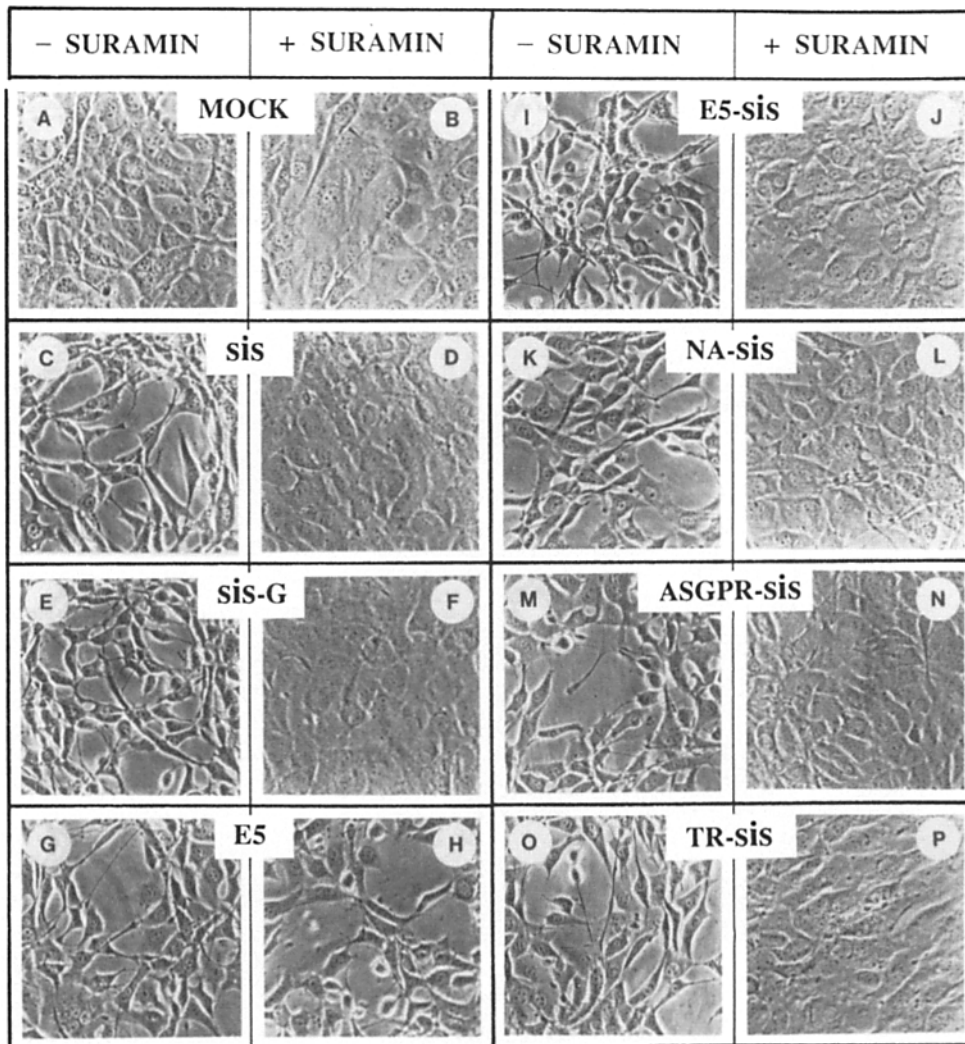 − SURAMIN + SURAMIN − SURAMIN + SURAMIN
A MOCK B I E5-sis J
C sis D K NA-sis L
E sis-G F M ASGPR-sis N
G E5 H O TR-sis P